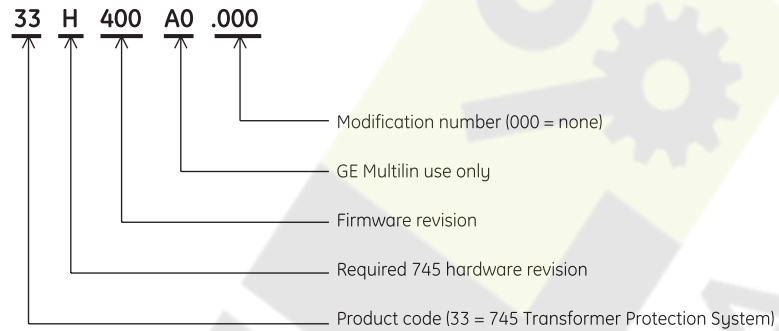 33 H 400 A0 .000
Modification number (000 = none)
GE Multilin use only
Firmware revision
Required 745 hardware revision
Product code (33 = 745 Transformer Protection System)